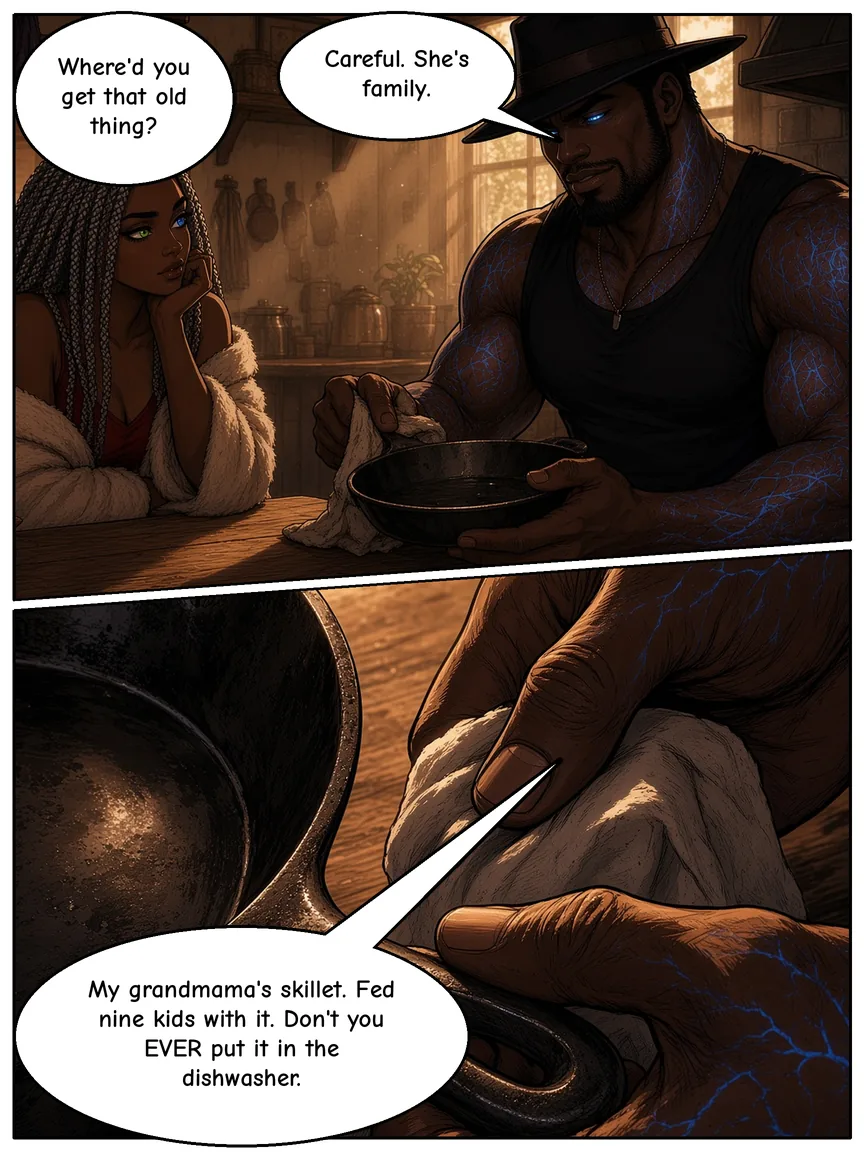 Where'd you
get that old
thing?
Careful. She's
family.
My grandmama's skillet. Fed
nine kids with it. Don't you
EVER put it in the
dishwasher.